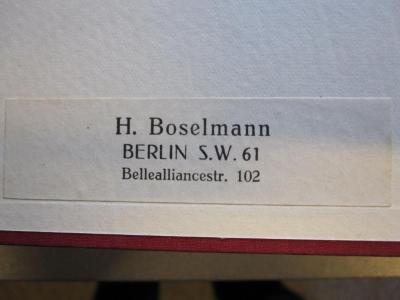 H. Boselmann
BERLIN S.W. 61
Bellealliancestr. 102